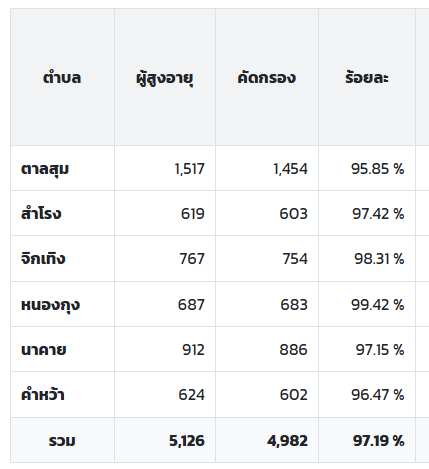 ตำบล ผู้สูงอายุ คัดกรอง ร้อยละ
ตาลสุม 1,517 1,454 95.85 %
สำโรง 619 603 97.42 %
จิกเทิง 767 754 98.31 %
หนองกุง 687 683 99.42 %
นาคาย 912 886 97.15 %
คำหว้า 624 602 96.47 %
รวม 5,126 4,982 97.19 %